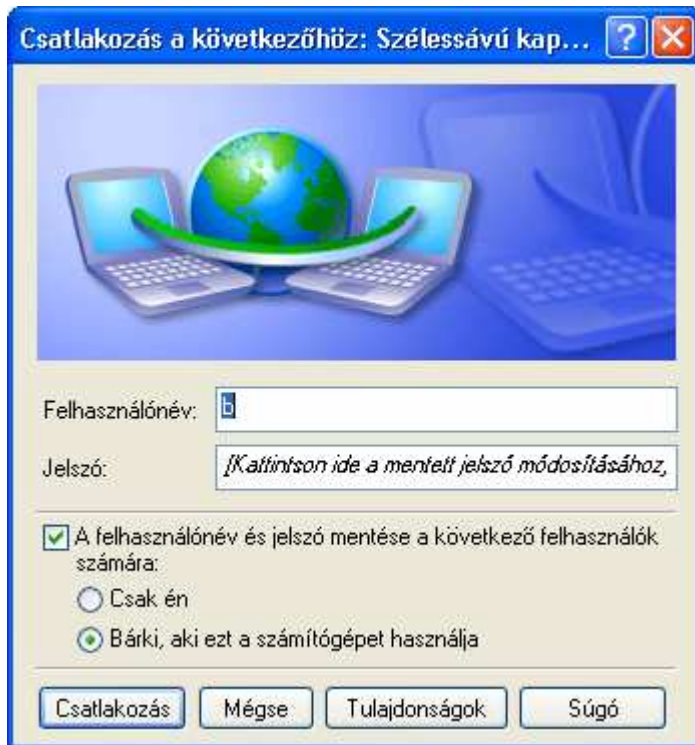 Csatlakozás a következőhöz: Szélessávú kap...
Felhasználónév:
b
Jelszó:
[Kattintson ide a mentett jelszó módosításához,
A felhasználónév és jelszó mentése a következő felhasználók
számára:
Csak én
Bárki, aki ezt a számítógépet használja
Csatlakozás
Mégse
Tulajdonságok
Súgó